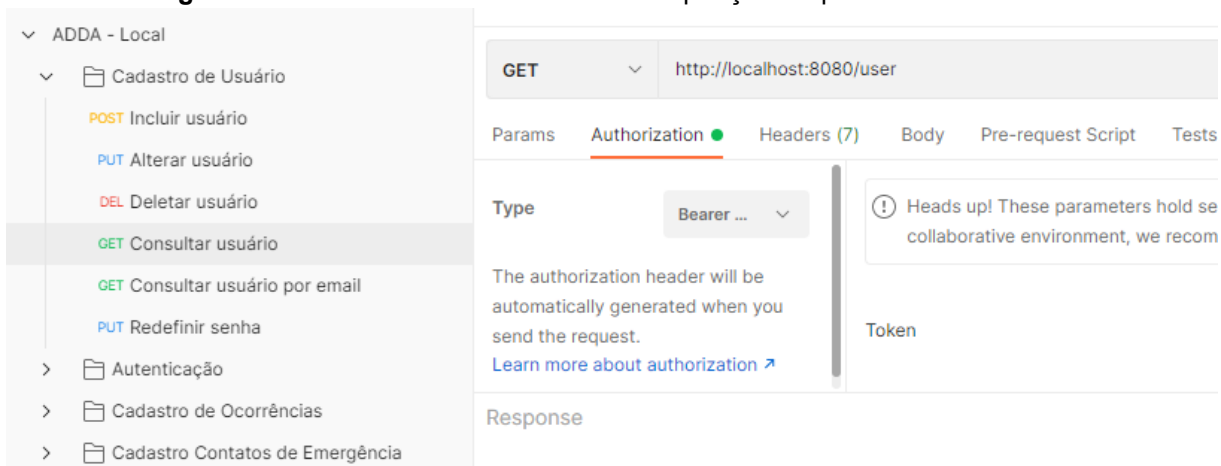 ADDA - Local
Cadastro de Usuário
POST Incluir usuário
PUT Alterar usuário
DEL Deletar usuário
GET Consultar usuário
GET Consultar usuário por email
PUT Redefinir senha
Autenticação
Cadastro de Ocorrências
Cadastro Contatos de Emergência
GET http://localhost:8080/user
Params Authorization Headers (7) Body Pre-request Script Tests
Type Bearer ...
The authorization header will be
automatically generated when you
send the request.
Learn more about authorization ↗
Heads up! These parameters hold se
collaborative environment, we recom
Token
Response